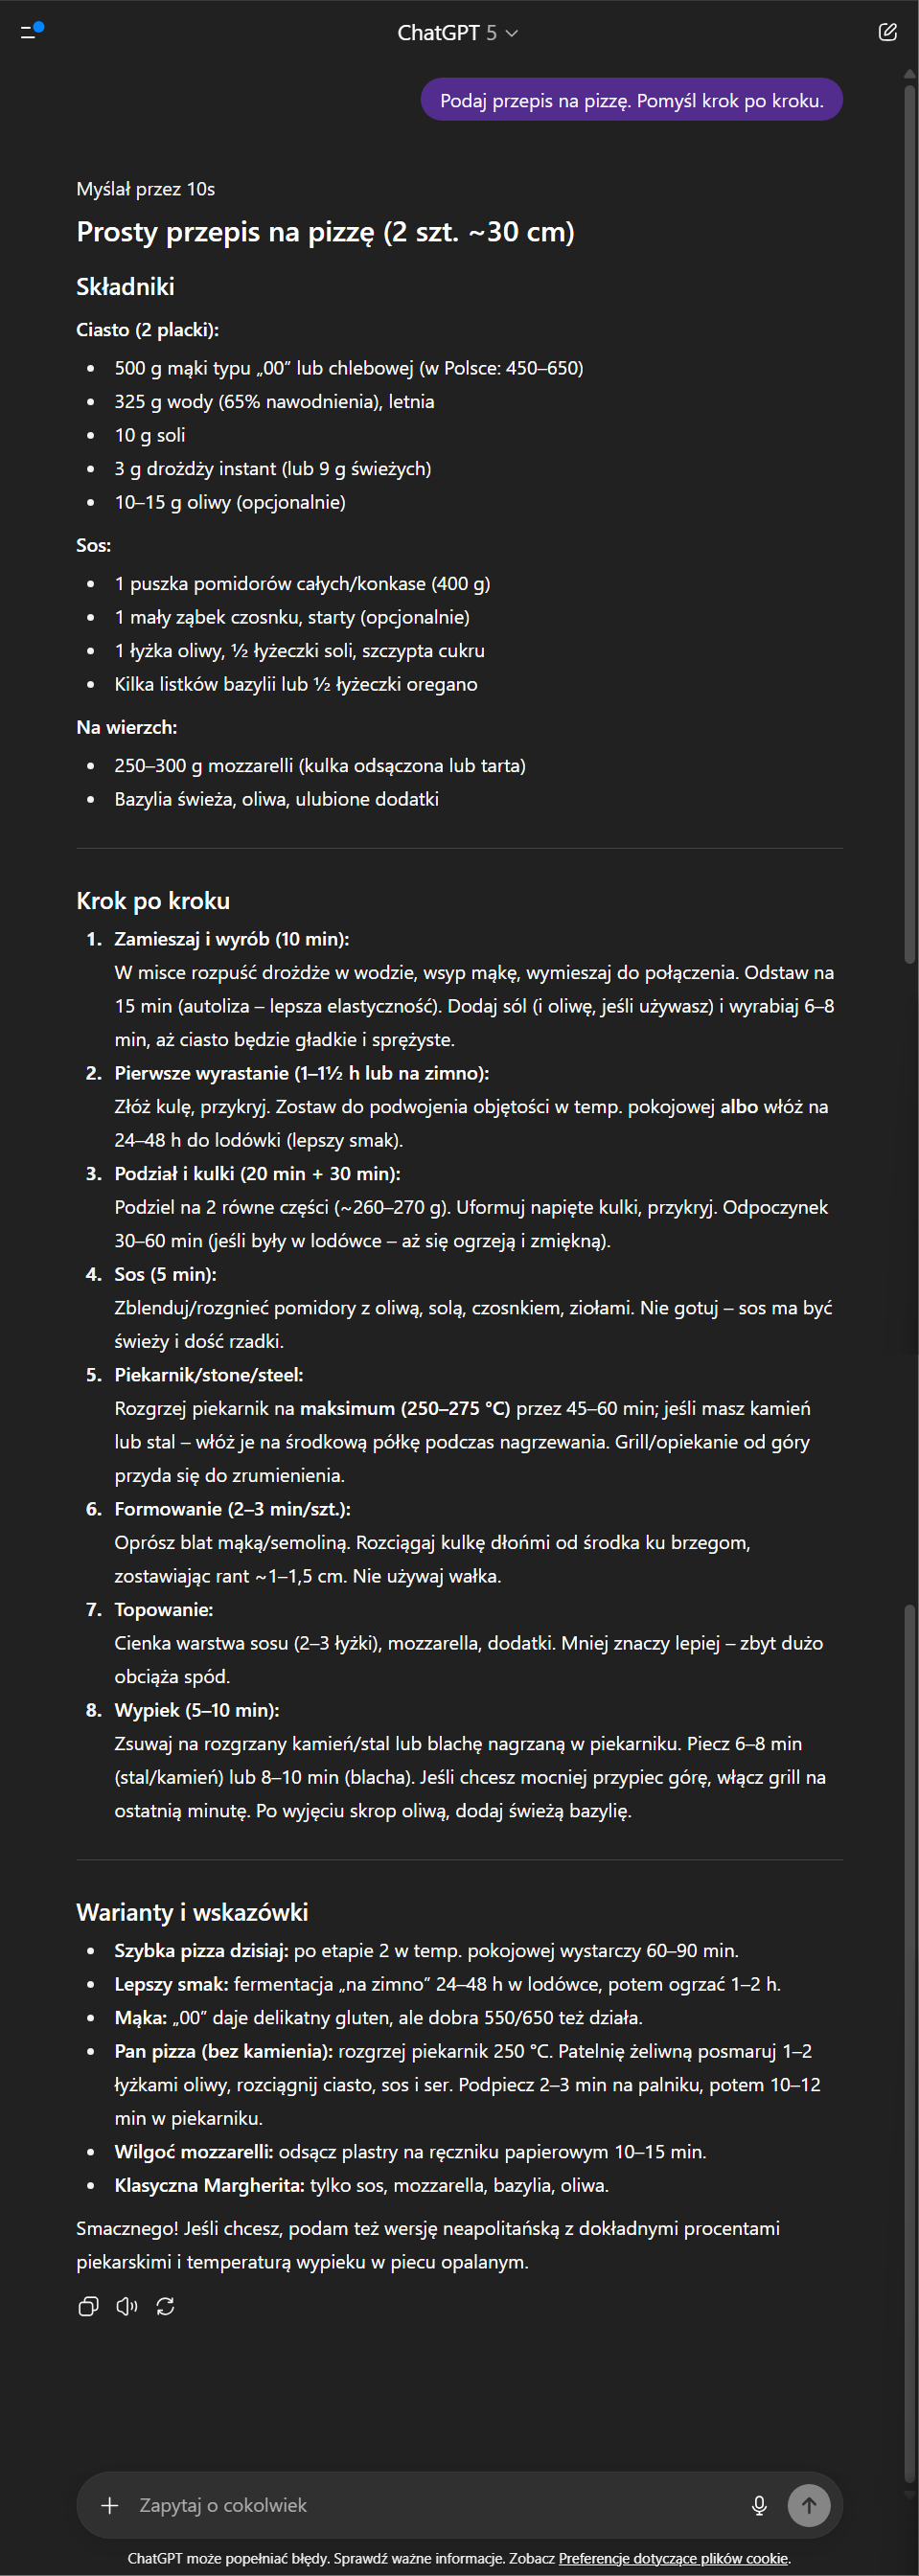 ChatGPT 5
Podaj przepis na pizzę. Pomyśl krok po kroku.
Myślał przez 10s
Prosty przepis na pizzę (2 szt. ~30 cm)
Składniki
Ciasto (2 placki):
500 g mąki typu „00” lub chlebowej (w Polsce: 450–650)
325 g wody (65% nawodnienia), letnia
10 g soli
3 g drożdży instant (lub 9 g świeżych)
10–15 g oliwy (opcjonalnie)
Sos:
1 puszka pomidorów całych/konkase (400 g)
1 mały ząbek czosnku, starty (opcjonalnie)
1 łyżka oliwy, ½ łyżeczki soli, szczypta cukru
Kilka listków bazylii lub ½ łyżeczki oregano
Na wierzch:
250–300 g mozzarelli (kulka odsączona lub tarta)
Bazylia świeża, oliwa, ulubione dodatki
Krok po kroku
1. Zamieszaj i wyrób (10 min):
W misce rozpuść drożdże w wodzie, wsyp mąkę, wymieszaj do połączenia. Odstaw na
15 min (autoliza – lepsza elastyczność). Dodaj sól (i oliwę, jeśli używasz) i wyrabiaj 6–8
min, aż ciasto będzie gładkie i sprężyste.
2. Pierwsze wyrastanie (1–1½ h lub na zimno):
Złóż kulę, przykryj. Zostaw do podwojenia objętości w temp. pokojowej albo włóż na
24–48 h do lodówki (lepszy smak).
3. Podział i kulki (20 min + 30 min):
Podziel na 2 równe części (~260–270 g). Uformuj napięte kulki, przykryj. Odpoczynek
30–60 min (jeśli były w lodówce – aż się ogrzeją i zmiękną).
4. Sos (5 min):
Zblenduj/rozgnieć pomidory z oliwą, solą, czosnkiem, ziołami. Nie gotuj – sos ma być
świeży i dość rzadki.
5. Piekarnik/stone/steel:
Rozgrzej piekarnik na maksimum (250–275 °C) przez 45–60 min; jeśli masz kamień
lub stal – włóż je na środkową półkę podczas nagrzewania. Grill/opiekanie od góry
przyda się do zrumienienia.
6. Formowanie (2–3 min/szt.):
Oprósz blat mąką/semoliną. Rozciągaj kulkę dłońmi od środka ku brzegom,
zostawiając rant ~1–1,5 cm. Nie używaj wałka.
7. Topowanie:
Cienka warstwa sosu (2–3 łyżki), mozzarella, dodatki. Mniej znaczy lepiej – zbyt dużo
obciąża spód.
8. Wypiek (5–10 min):
Zsuwaj na rozgrzany kamień/stal lub blachę nagrzaną w piekarniku. Piecz 6–8 min
(stal/kamień) lub 8–10 min (blacha). Jeśli chcesz mocniej przypiec górę, włącz grill na
ostatnią minutę. Po wyjęciu skrop oliwą, dodaj świeżą bazylię.
Warianty i wskazówki
Szybka pizza dzisiaj: po etapie 2 w temp. pokojowej wystarczy 60–90 min.
Lepszy smak: fermentacja „na zimno” 24–48 h w lodówce, potem ogrzać 1–2 h.
Mąka: „00” daje delikatny gluten, ale dobra 550/650 też działa.
Pan pizza (bez kamienia): rozgrzej piekarnik 250 °C. Patelnię żeliwną posmaruj 1–2
łyżkami oliwy, rozciągnij ciasto, sos i ser. Podpiecz 2–3 min na palniku, potem 10–12
min w piekarniku.
Wilgoć mozzarelli: odsącz plastry na ręczniku papierowym 10–15 min.
Klasyczna Margherita: tylko sos, mozzarella, bazylia, oliwa.
Smacznego! Jeśli chcesz, podam też wersję neapolitańską z dokładnymi procentami
piekarskimi i temperaturą wypieku w piecu opalanym.
Zapytaj o cokolwiek
ChatGPT może popełniać błędy. Sprawdź ważne informacje. Zobacz Preferencje dotyczące plików cookie.